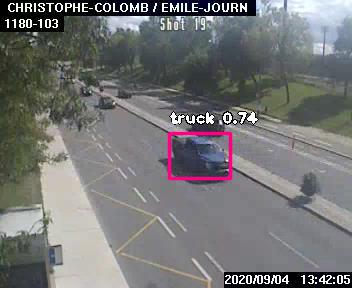 CHRISTOPHE-COLOMB / EMILE-JOURN
1180-103
Shot 19
truck 0.74
2020/09/04 13:42:05